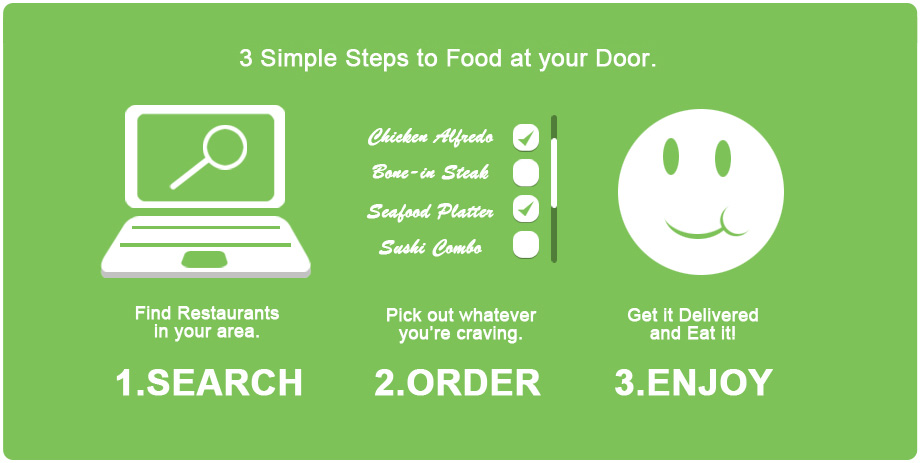 3 Simple Steps to Food at your Door.
Chicken Alfredo
Bone-in Steak
Seafood Platter
Sushi Combo
Find Restaurants
in your area.
1.SEARCH
Pick out whatever
you're craving.
2.ORDER
Get it Delivered
and Eat it!
3.ENJOY